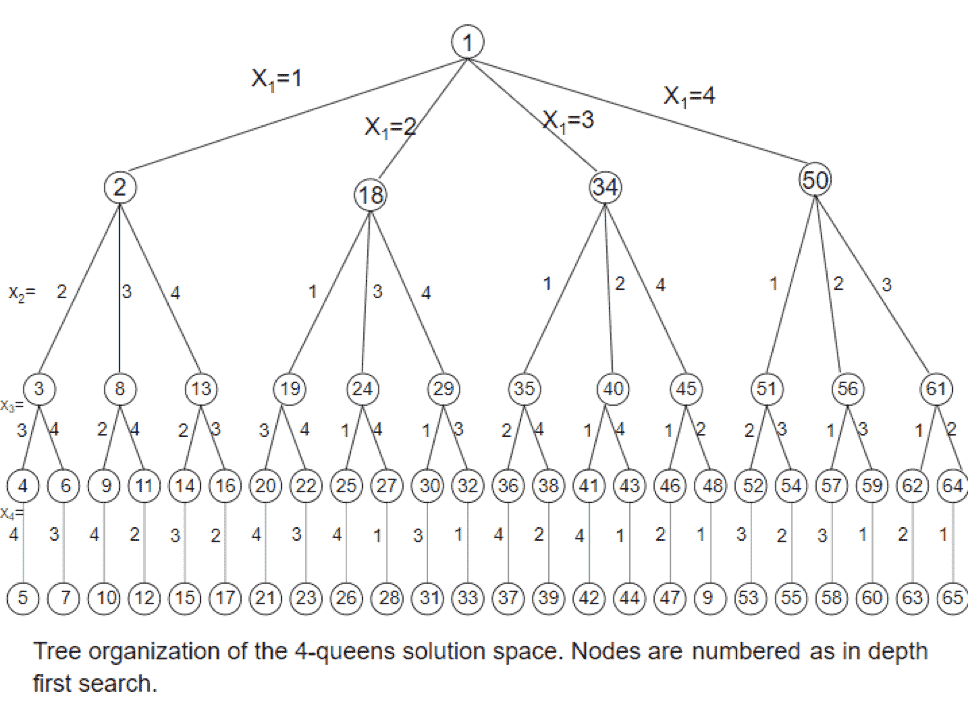 1
X₁=1
X₁=2
X₁=3
X₁=4
2 18 34 50
X₂= 2 3 4 1 3 4 1 2 4 1 2 3
3 8 13 19 24 29 35 40 45 51 56 61
X₃=
3 4 2 4 2 3 3 4 1 4 1 3 2 4 1 4 1 2 2 3 1 3 1 2
4 6 9 11 14 16 20 22 25 27 30 32 36 38 41 43 46 48 52 54 57 59 62 64
X₄=
4 3 4 2 3 2 4 3 4 1 3 1 4 2 4 1 2 1 3 2 3 1 2 1
5 7 10 12 15 17 21 23 26 28 31 33 37 39 42 44 47 9 53 55 58 60 63 65
Tree organization of the 4-queens solution space. Nodes are numbered as in depth
first search.